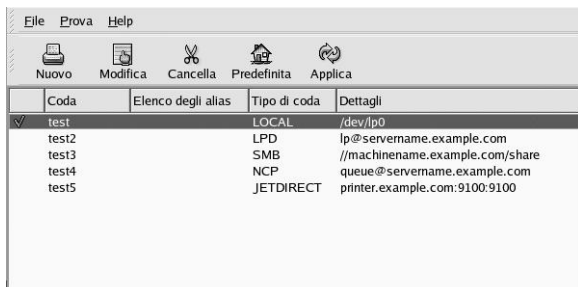 File Prova Help
Nuovo Modifica Cancella Predefinita Applica
Coda Elenco degli alias Tipo di coda Dettagli
test LOCAL /dev/lp0
test2 LPD lp@servername.example.com
test3 SMB //machinename.example.com/share
test4 NCP queue@servername.example.com
test5 JETDIRECT printer.example.com:9100:9100